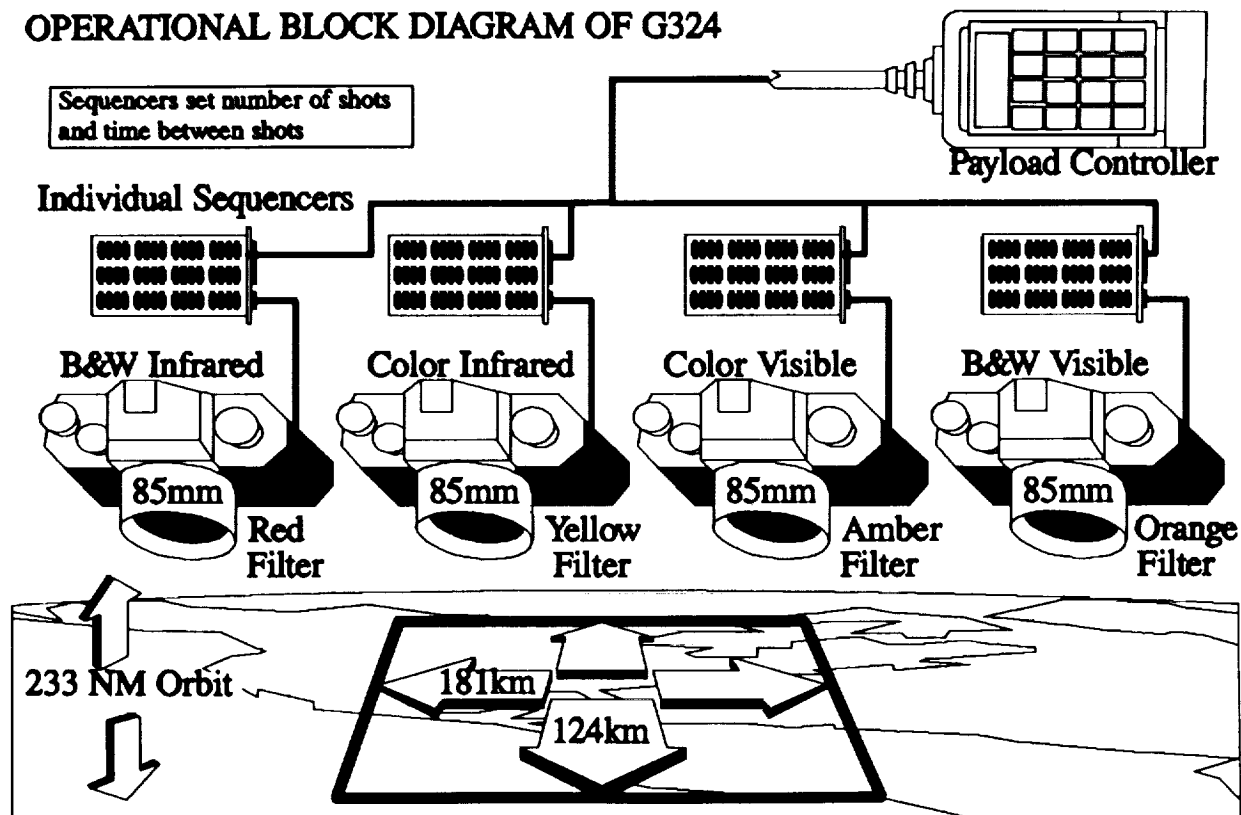 OPERATIONAL BLOCK DIAGRAM OF G324
Sequencers set number of shots
and time between shots
Payload Controller
Individual Sequencers
B&W Infrared
Color Infrared
Color Visible
B&W Visible
85mm
85mm
85mm
85mm
Red
Filter
Yellow
Filter
Amber
Filter
Orange
Filter
233 NM Orbit
181km
124km